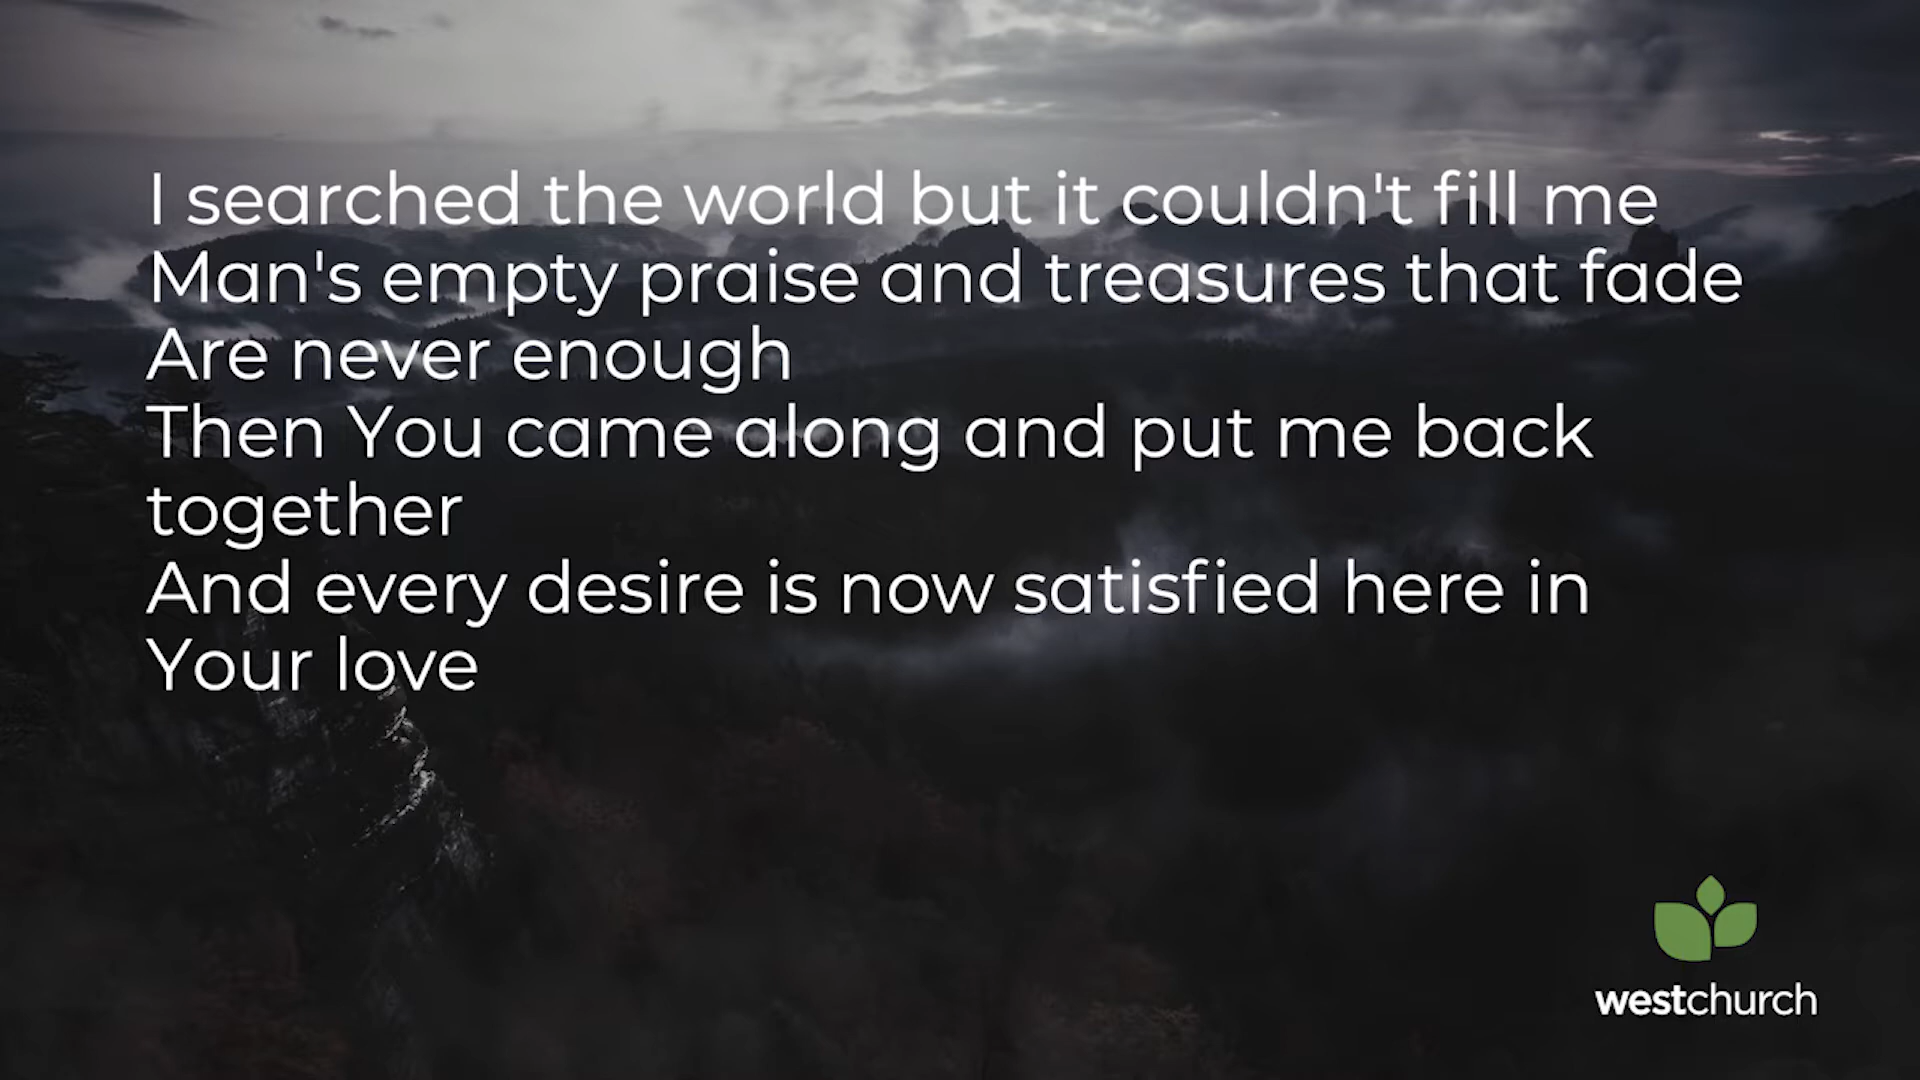 I searched the world but it couldn't fill me
Man's empty praise and treasures that fade
Are never enough
Then You came along and put me back
together
And every desire is now satisfied here in
Your love
westchurch